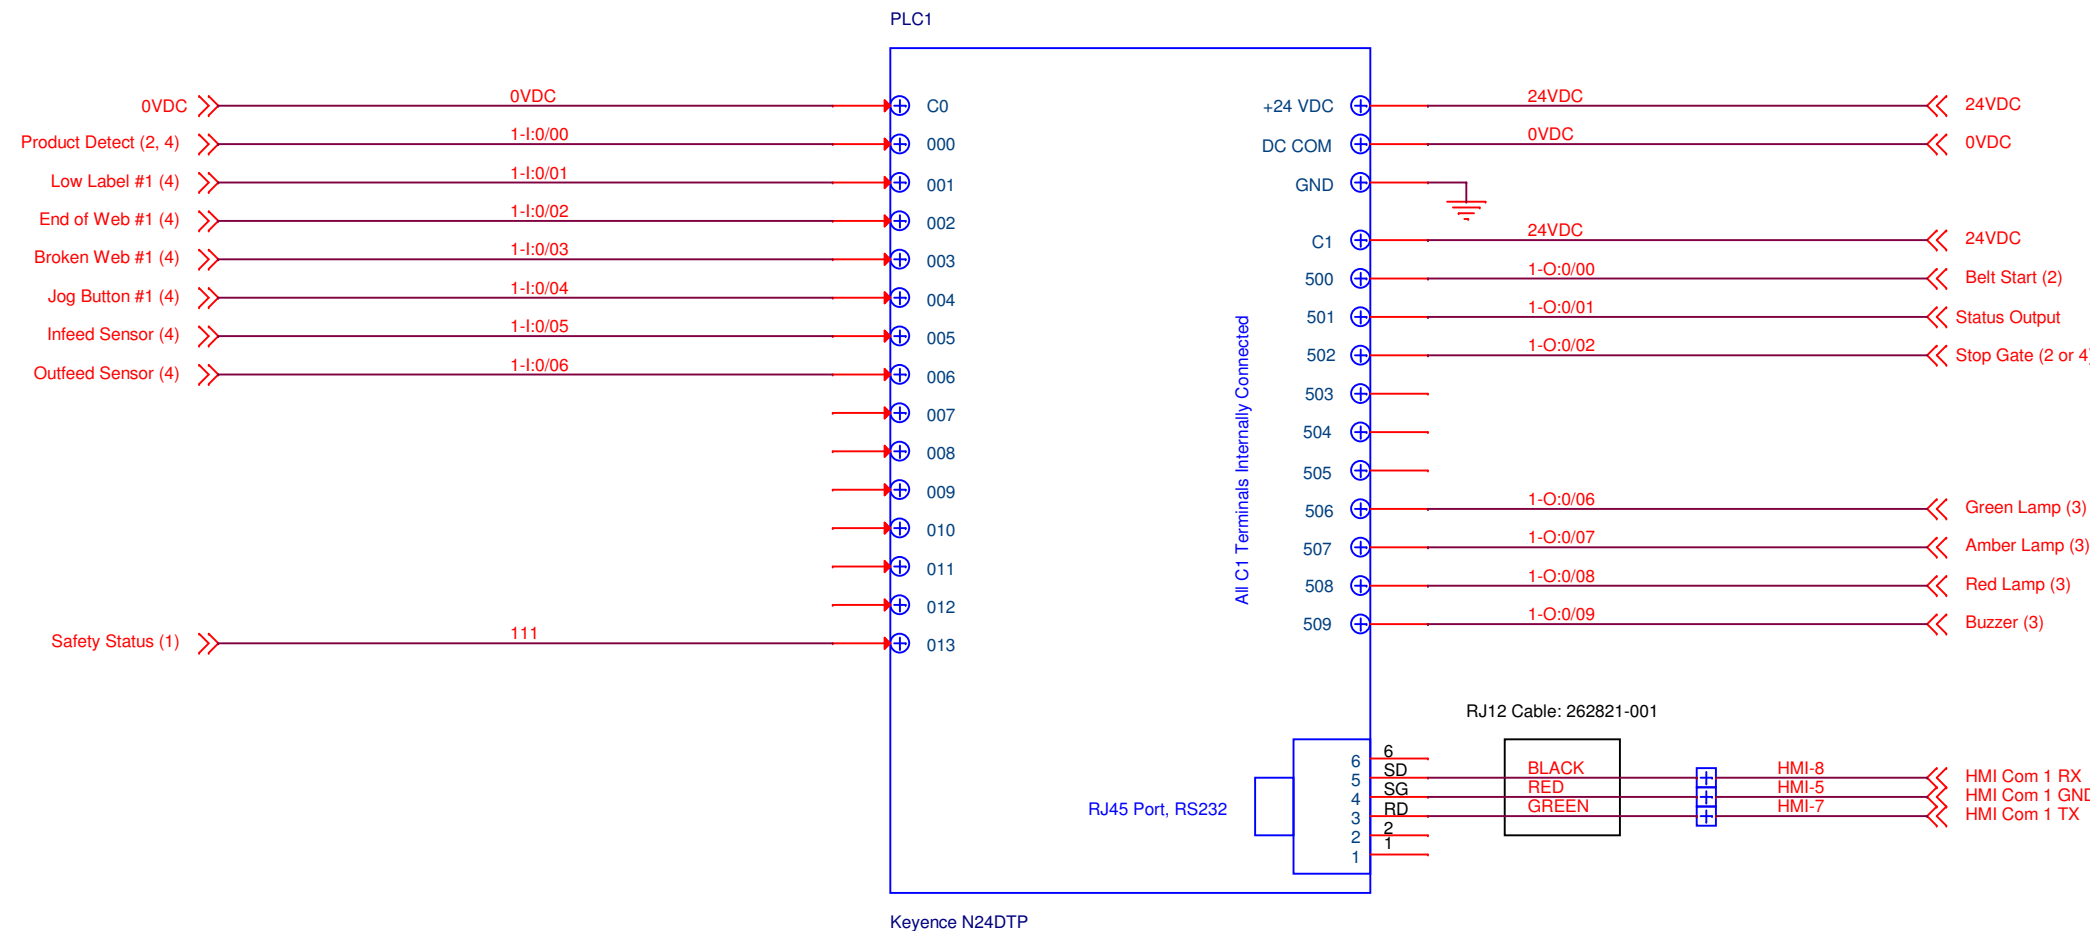 PLC1
0VDC 0VDC C0
Product Detect (2, 4) 1-I:0/00 000
Low Label #1 (4) 1-I:0/01 001
End of Web #1 (4) 1-I:0/02 002
Broken Web #1 (4) 1-I:0/03 003
Jog Button #1 (4) 1-I:0/04 004
Infeed Sensor (4) 1-I:0/05 005
Outfeed Sensor (4) 1-I:0/06 006
007
008
009
010
011
012
Safety Status (1) 111 013
All C1 Terminals Internally Connected
+24 VDC 24VDC 24VDC
DC COM 0VDC 0VDC
GND
C1 24VDC 24VDC
500 1-O:0/00 Belt Start (2)
501 1-O:0/01 Status Output
502 1-O:0/02 Stop Gate (2 or 4)
503
504
505
506 1-O:0/06 Green Lamp (3)
507 1-O:0/07 Amber Lamp (3)
508 1-O:0/08 Red Lamp (3)
509 1-O:0/09 Buzzer (3)
RJ12 Cable: 262821-001
RJ45 Port, RS232
6 6
5 SD BLACK HMI-8 HMI Com 1 RX
4 SG RED HMI-5 HMI Com 1 GND
3 RD GREEN HMI-7 HMI Com 1 TX
2 2
1 1
Keyence N24DTP